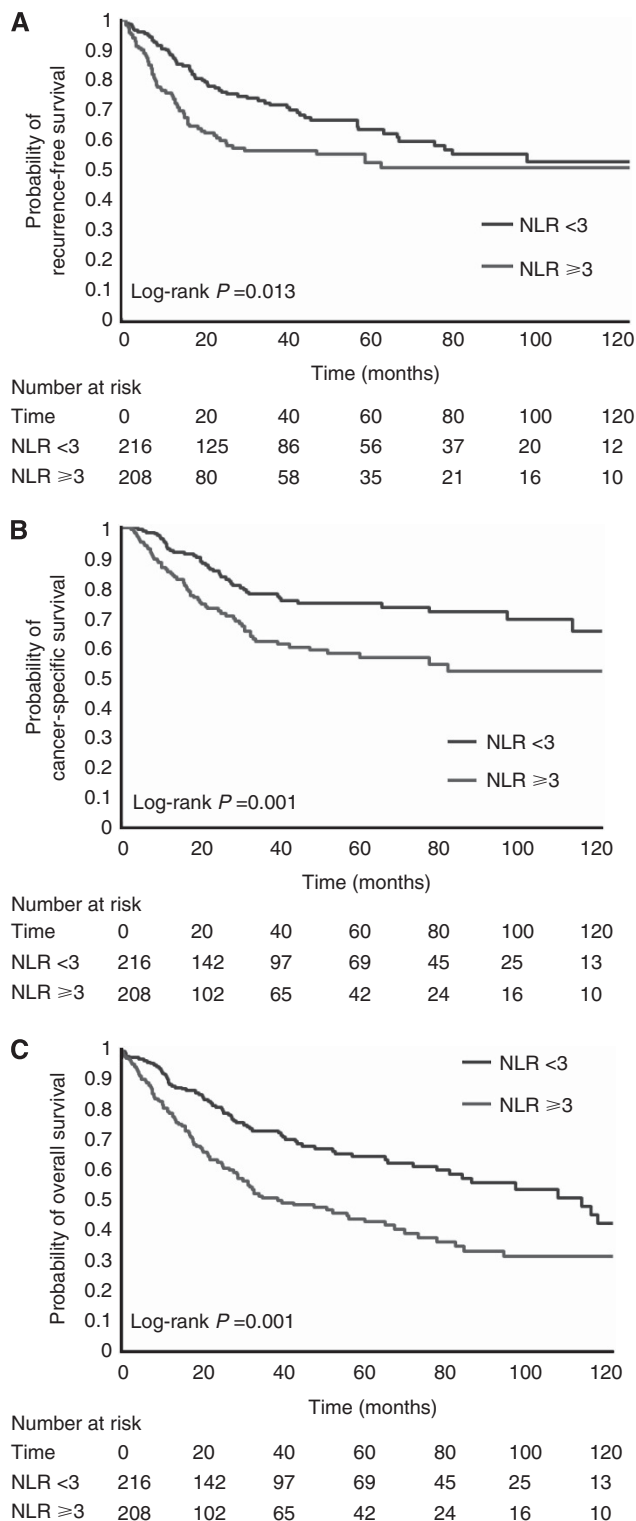 A
Probability of
recurrence-free survival
1
0.9
0.8
0.7
0.6
0.5
0.4
0.3
0.2
0.1
0
NLR <3
NLR ⩾3
Log-rank P =0.013
0 20 40 60 80 100 120
Time (months)
Number at risk
Time 0 20 40 60 80 100 120
NLR <3 216 125 86 56 37 20 12
NLR ⩾3 208 80 58 35 21 16 10
B
Probability of
cancer-specific survival
1
0.9
0.8
0.7
0.6
0.5
0.4
0.3
0.2
0.1
0
NLR <3
NLR ⩾3
Log-rank P =0.001
0 20 40 60 80 100 120
Time (months)
Number at risk
Time 0 20 40 60 80 100 120
NLR <3 216 142 97 69 45 25 13
NLR ⩾3 208 102 65 42 24 16 10
C
Probability of overall survival
1
0.9
0.8
0.7
0.6
0.5
0.4
0.3
0.2
0.1
0
NLR <3
NLR ⩾3
Log-rank P =0.001
0 20 40 60 80 100 120
Time (months)
Number at risk
Time 0 20 40 60 80 100 120
NLR <3 216 142 97 69 45 25 13
NLR ⩾3 208 102 65 42 24 16 10